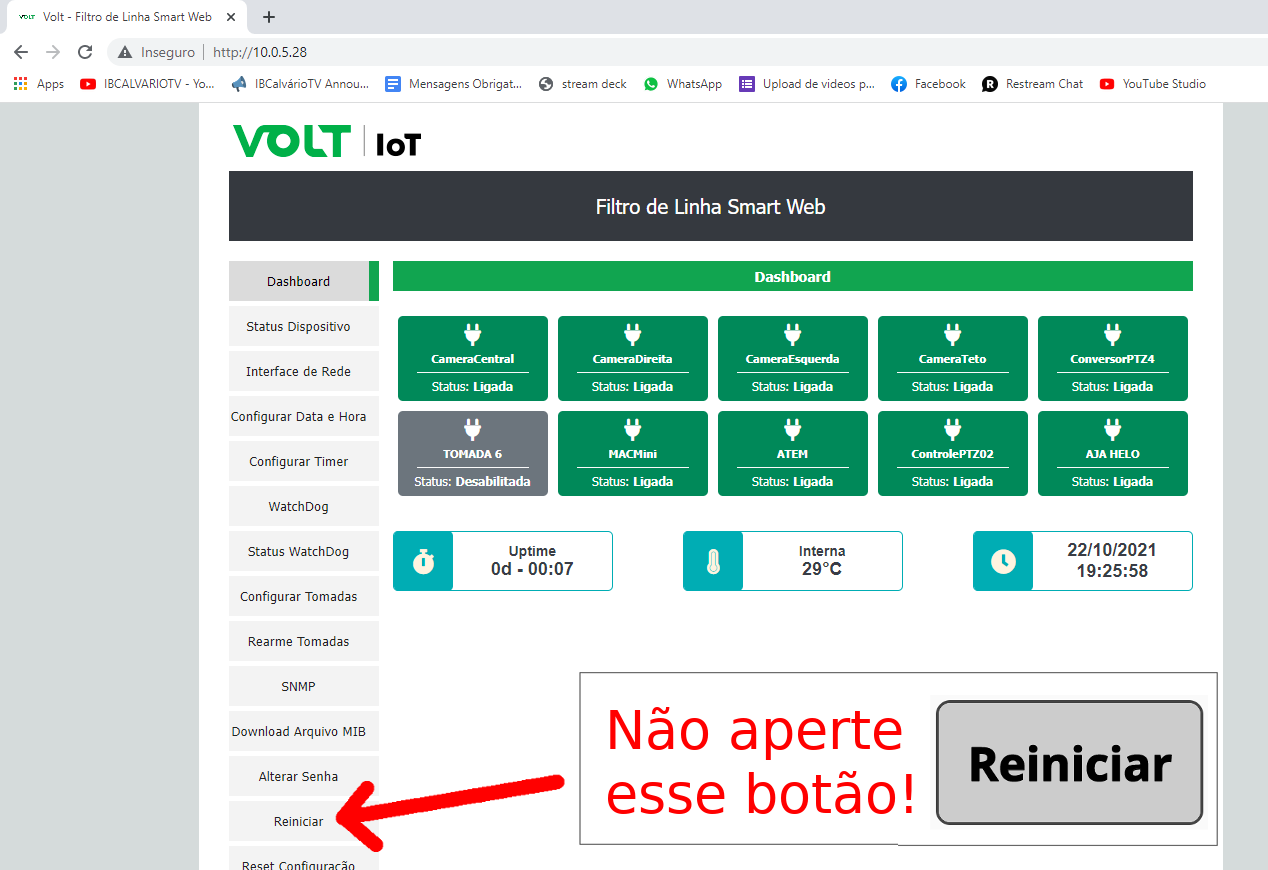 VOLT
Volt - Filtro de Linha Smart Web
Inseguro
http://10.0.5.28
Apps
IBCALVARIOTV - Yo...
IBCalvárioTV Annou...
Mensagens Obrigat...
stream deck
WhatsApp
Upload de videos p...
Facebook
Restream Chat
YouTube Studio
VOLT | IoT
Filtro de Linha Smart Web
Dashboard
Status Dispositivo
Interface de Rede
Configurar Data e Hora
Configurar Timer
WatchDog
Status WatchDog
Configurar Tomadas
Rearme Tomadas
SNMP
Download Arquivo MIB
Alterar Senha
Reiniciar
Reset Configuração
Dashboard
CameraCentral
Status: Ligada
CameraDireita
Status: Ligada
CameraEsquerda
Status: Ligada
CameraTeto
Status: Ligada
ConversorPTZ4
Status: Ligada
TOMADA 6
Status: Desabilitada
MACMini
Status: Ligada
ATEM
Status: Ligada
ControlePTZ02
Status: Ligada
AJA HELO
Status: Ligada
Uptime
0d - 00:07
Interna
29°C
22/10/2021
19:25:58
Não aperte
esse botão!
Reiniciar